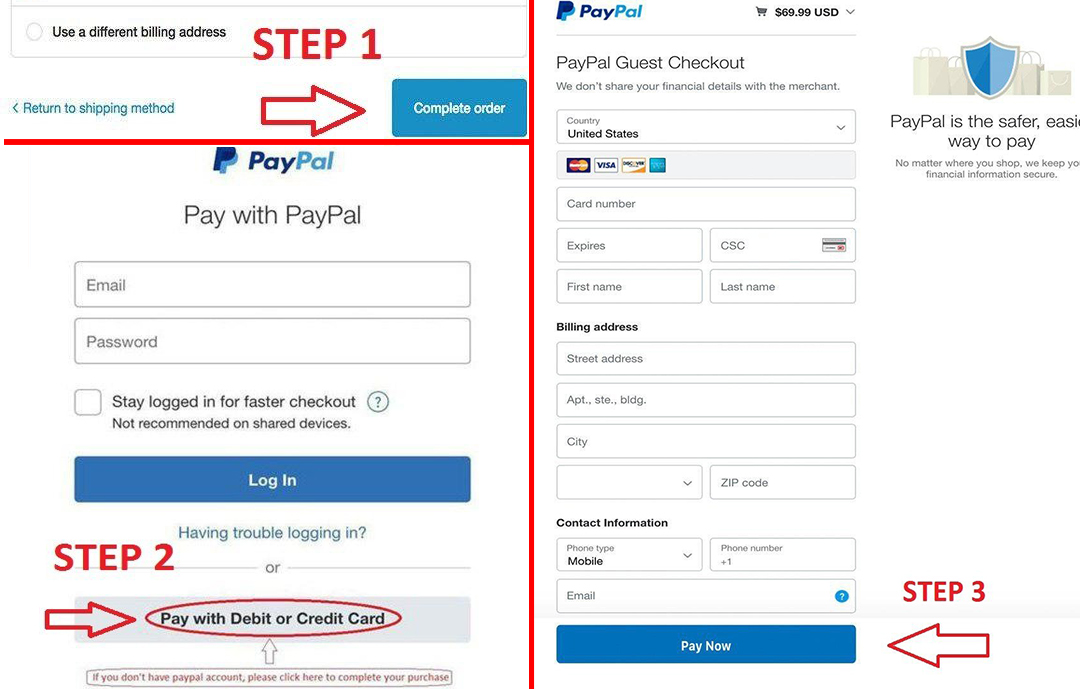 Use a different billing address
STEP 1
< Return to shipping method
Complete order
PayPal
Pay with PayPal
Email
Password
Stay logged in for faster checkout ?
Not recommended on shared devices.
Log In
Having trouble logging in?
STEP 2
or
Pay with Debit or Credit Card
If you don't have paypal account, please click here to complete your purchase
PayPal
$69.99 USD
PayPal Guest Checkout
We don't share your financial details with the merchant.
Country
United States
MasterCard VISA DISCOVER
Card number
Expires
CSC
First name
Last name
Billing address
Street address
Apt., ste., bldg.
City
ZIP code
Contact Information
Phone type
Mobile
Phone number
+1
Email ?
STEP 3
Pay Now
PayPal is the safer, easie
way to pay
No matter where you shop, we keep you
financial information secure.